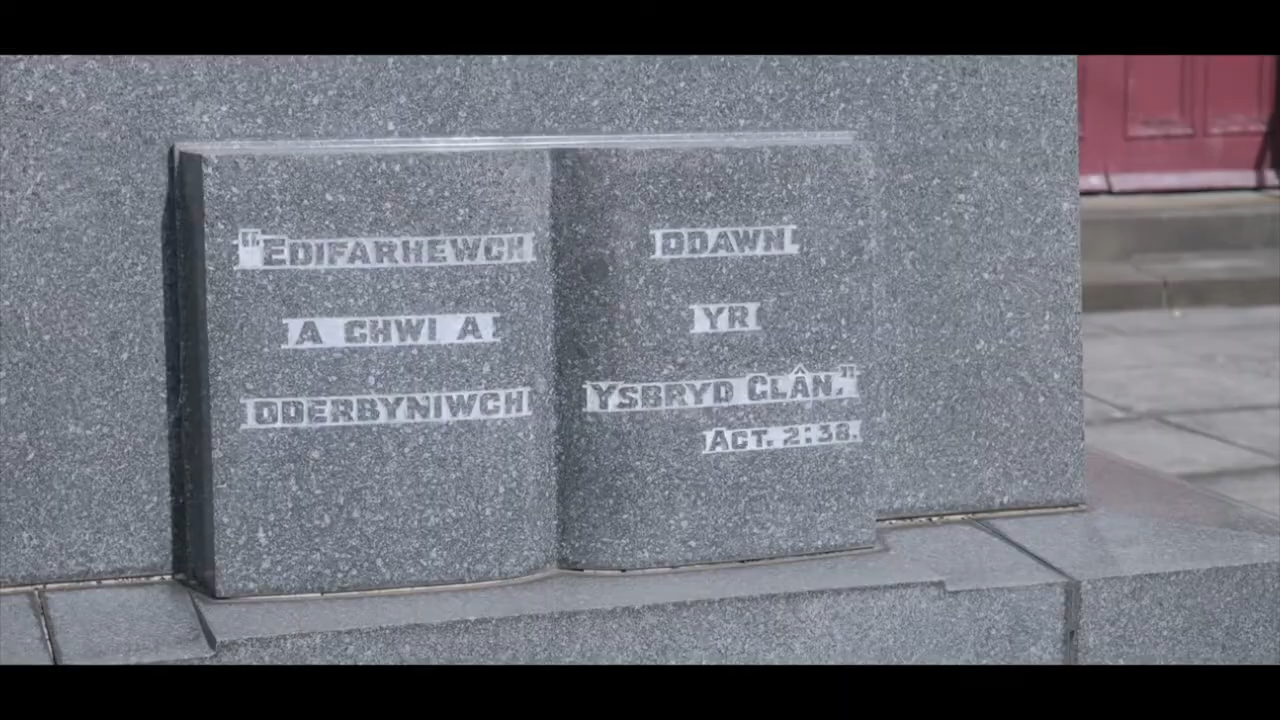 "EDIFARHEWCH
A CHWI A
DDERBYNIWCH
DDAWN
YR
YSBRYD GLÂN."
ACT. 2:38.